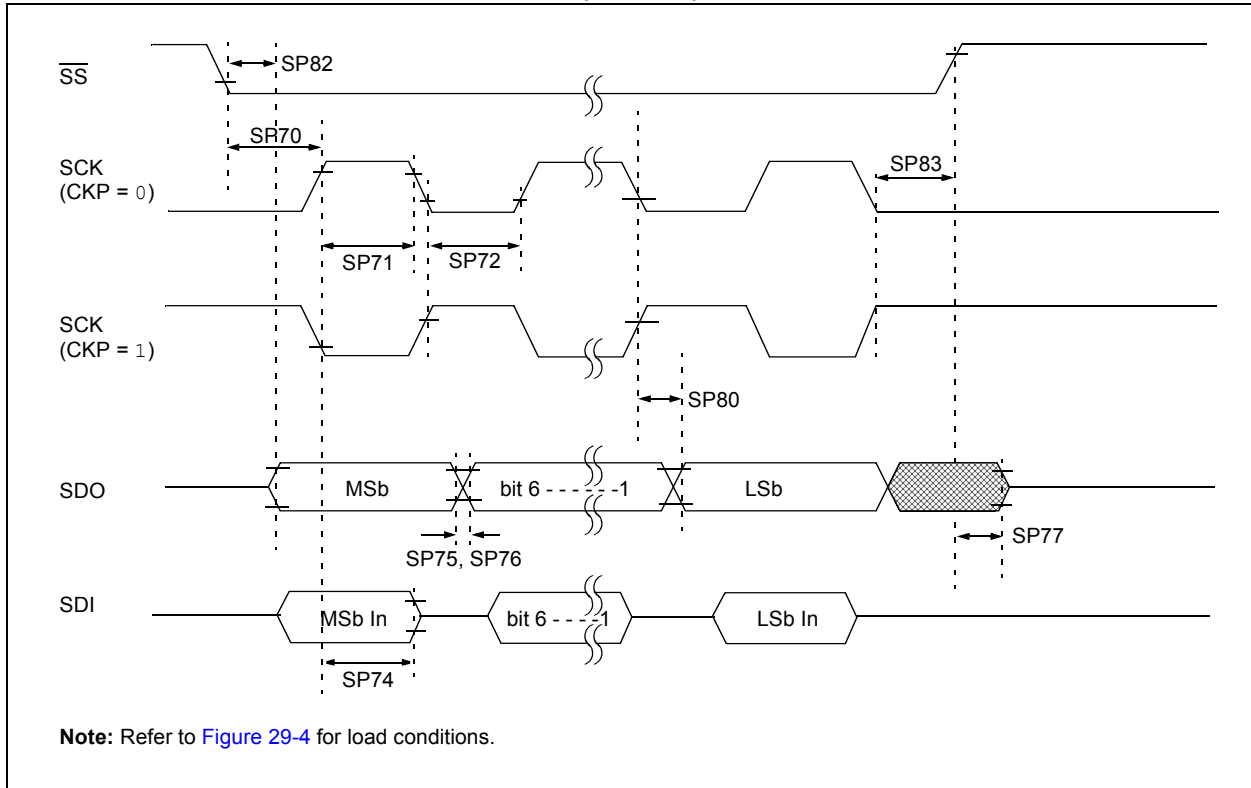 SS
SP82
SP70
SCK
(CKP = 0)
SP83
SP71
SP72
SCK
(CKP = 1)
SP80
SDO
MSb
bit 6 - - - - - -1
LSb
SP77
SP75, SP76
SDI
MSb In
bit 6 - - - -1
LSb In
SP74
Note: Refer to Figure 29-4 for load conditions.